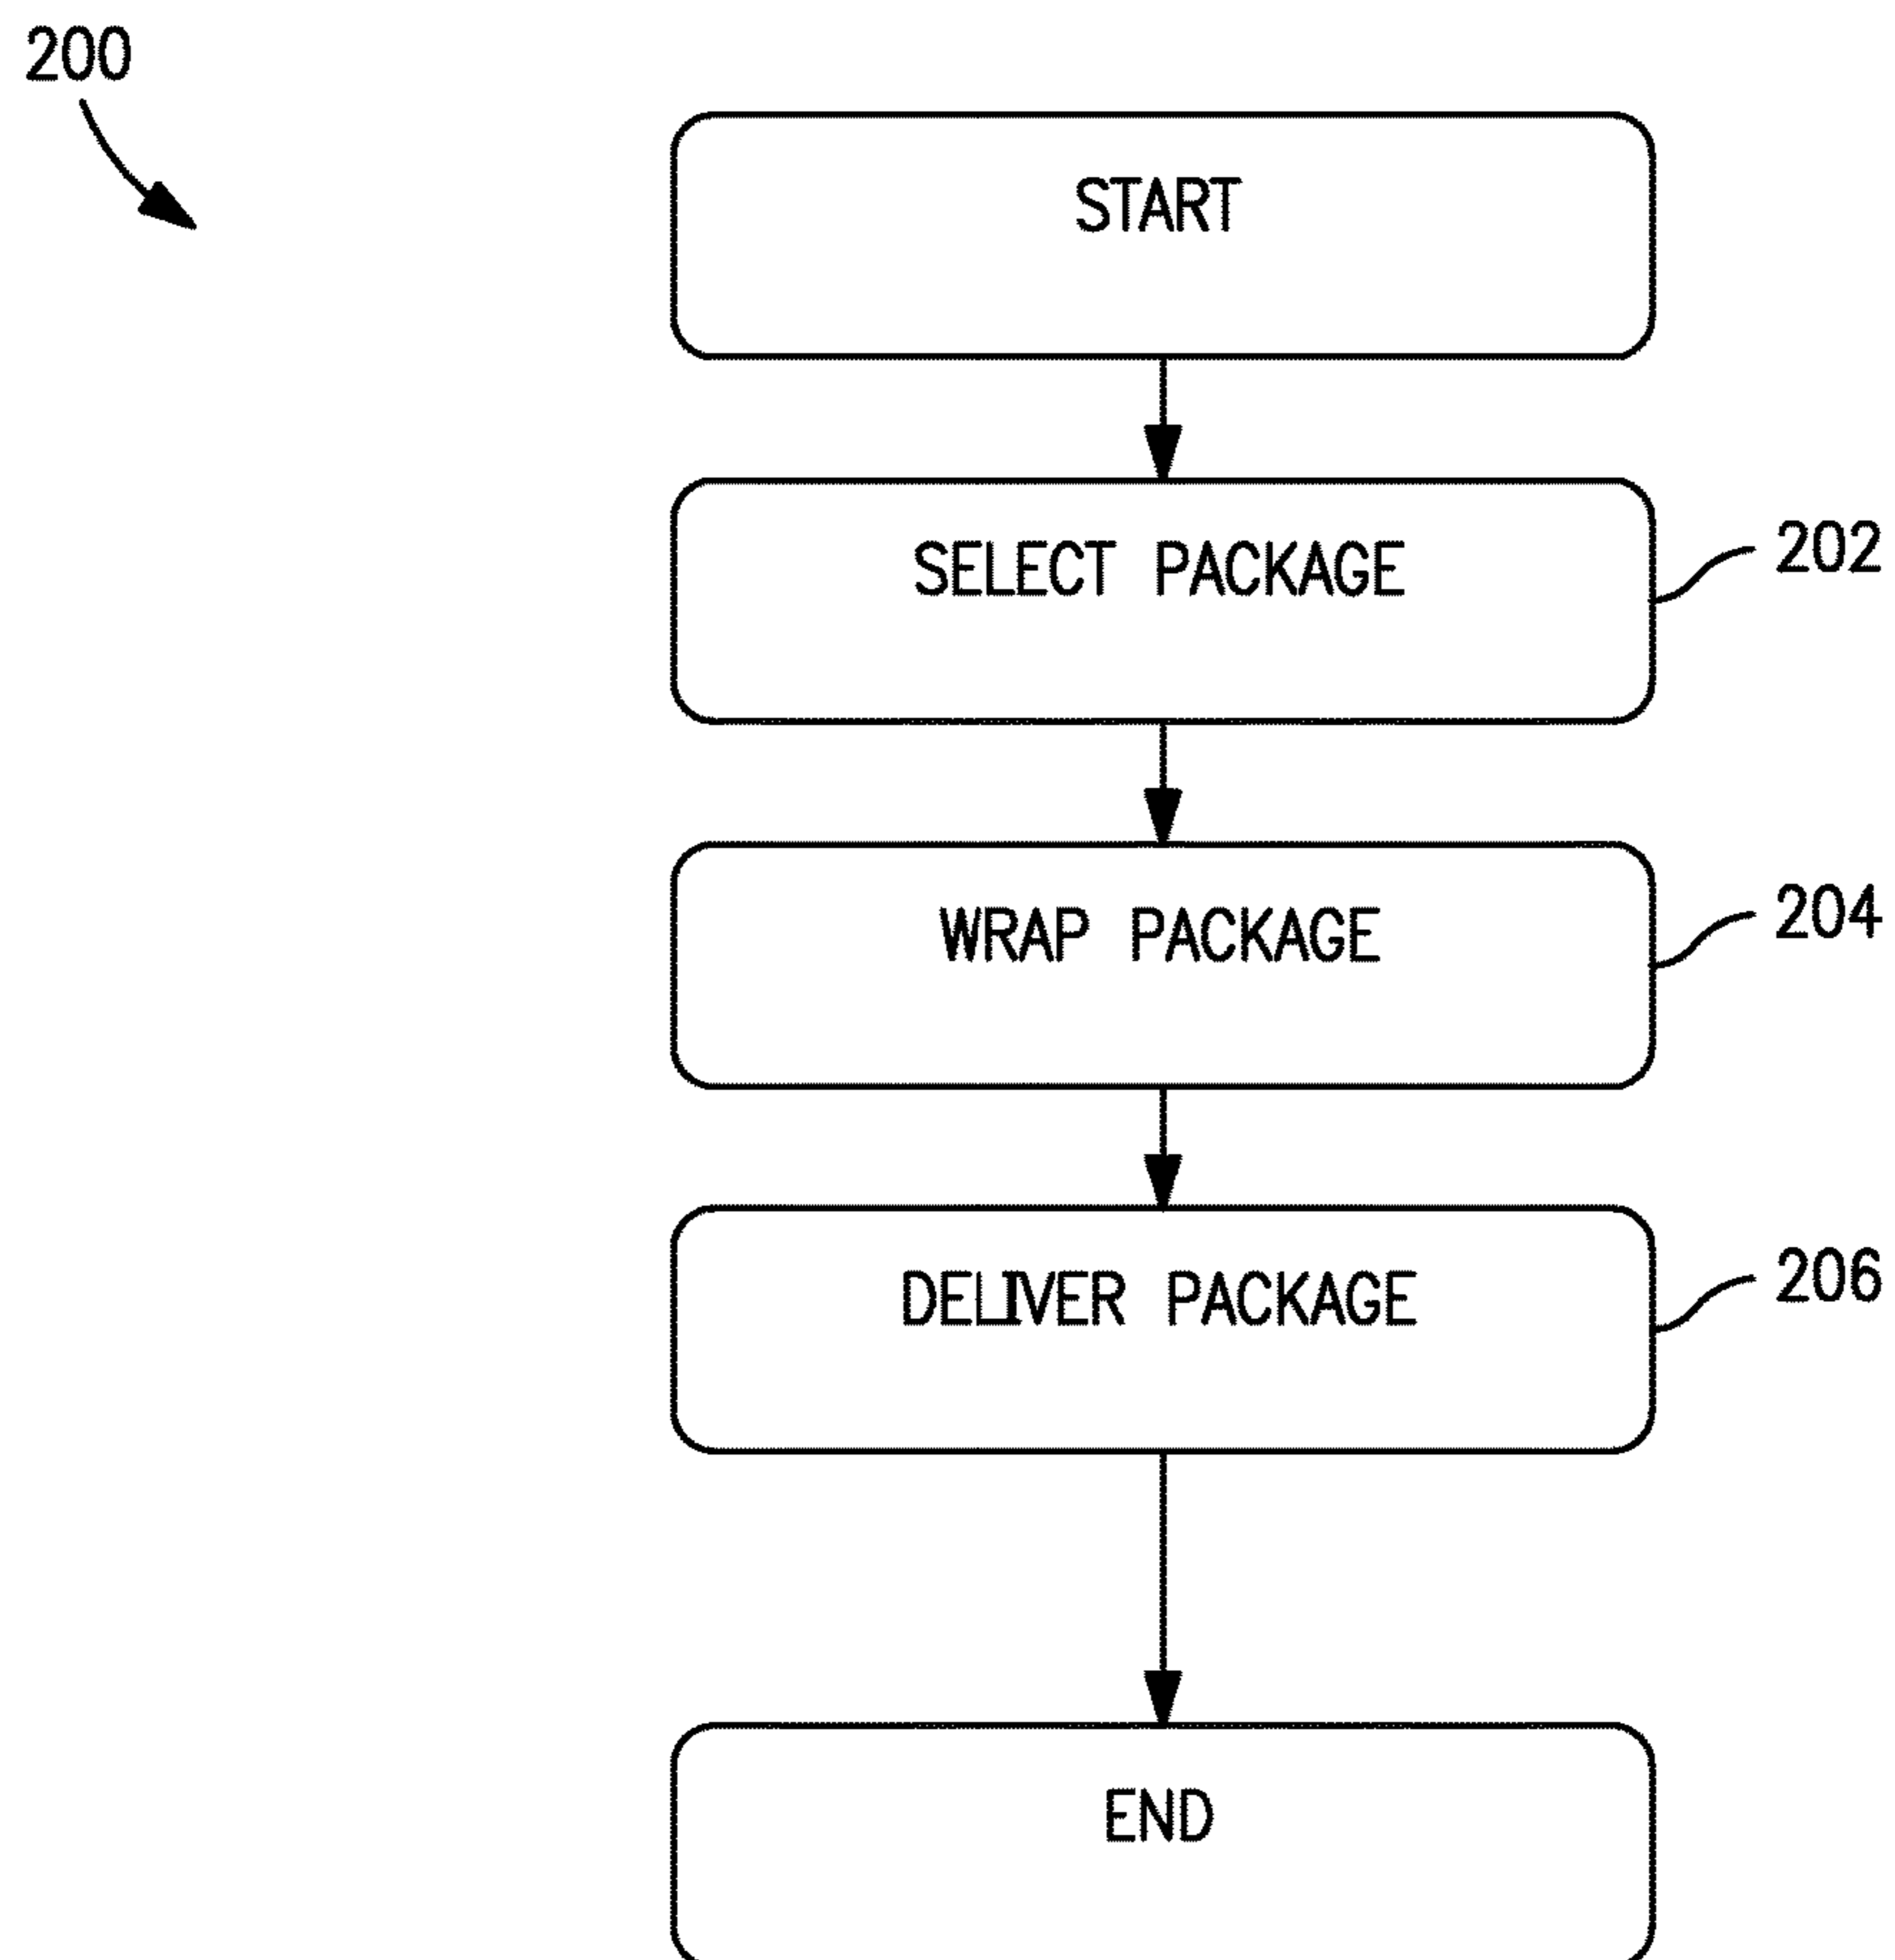 200
START
SELECT PACKAGE
202
WRAP PACKAGE
204
DELIVER PACKAGE
206
END